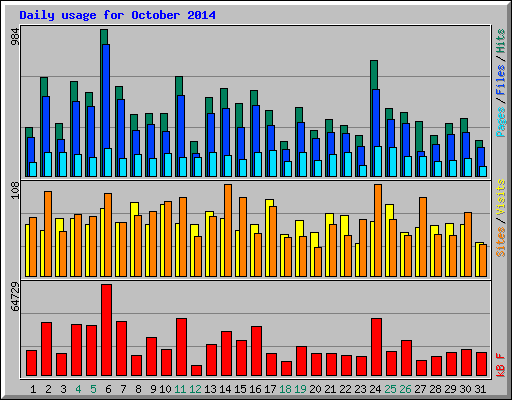 Daily usage for October 2014
984
Pages / Files / Hits
108
Sites / Visits
64729
kB F
1 2 3 4 5 6 7 8 9 10 11 12 13 14 15 16 17 18 19 20 21 22 23 24 25 26 27 28 29 30 31